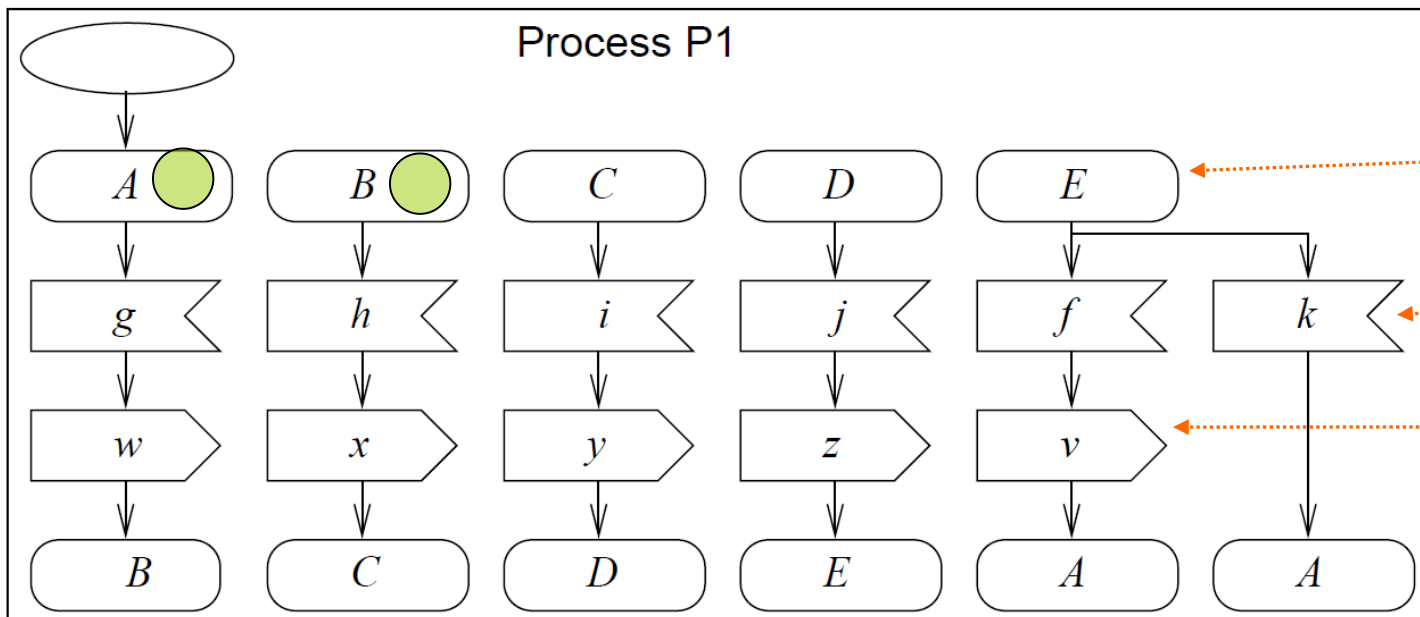 Process P1
A B C D E
g h i j f k
w x y z v
B C D E A A